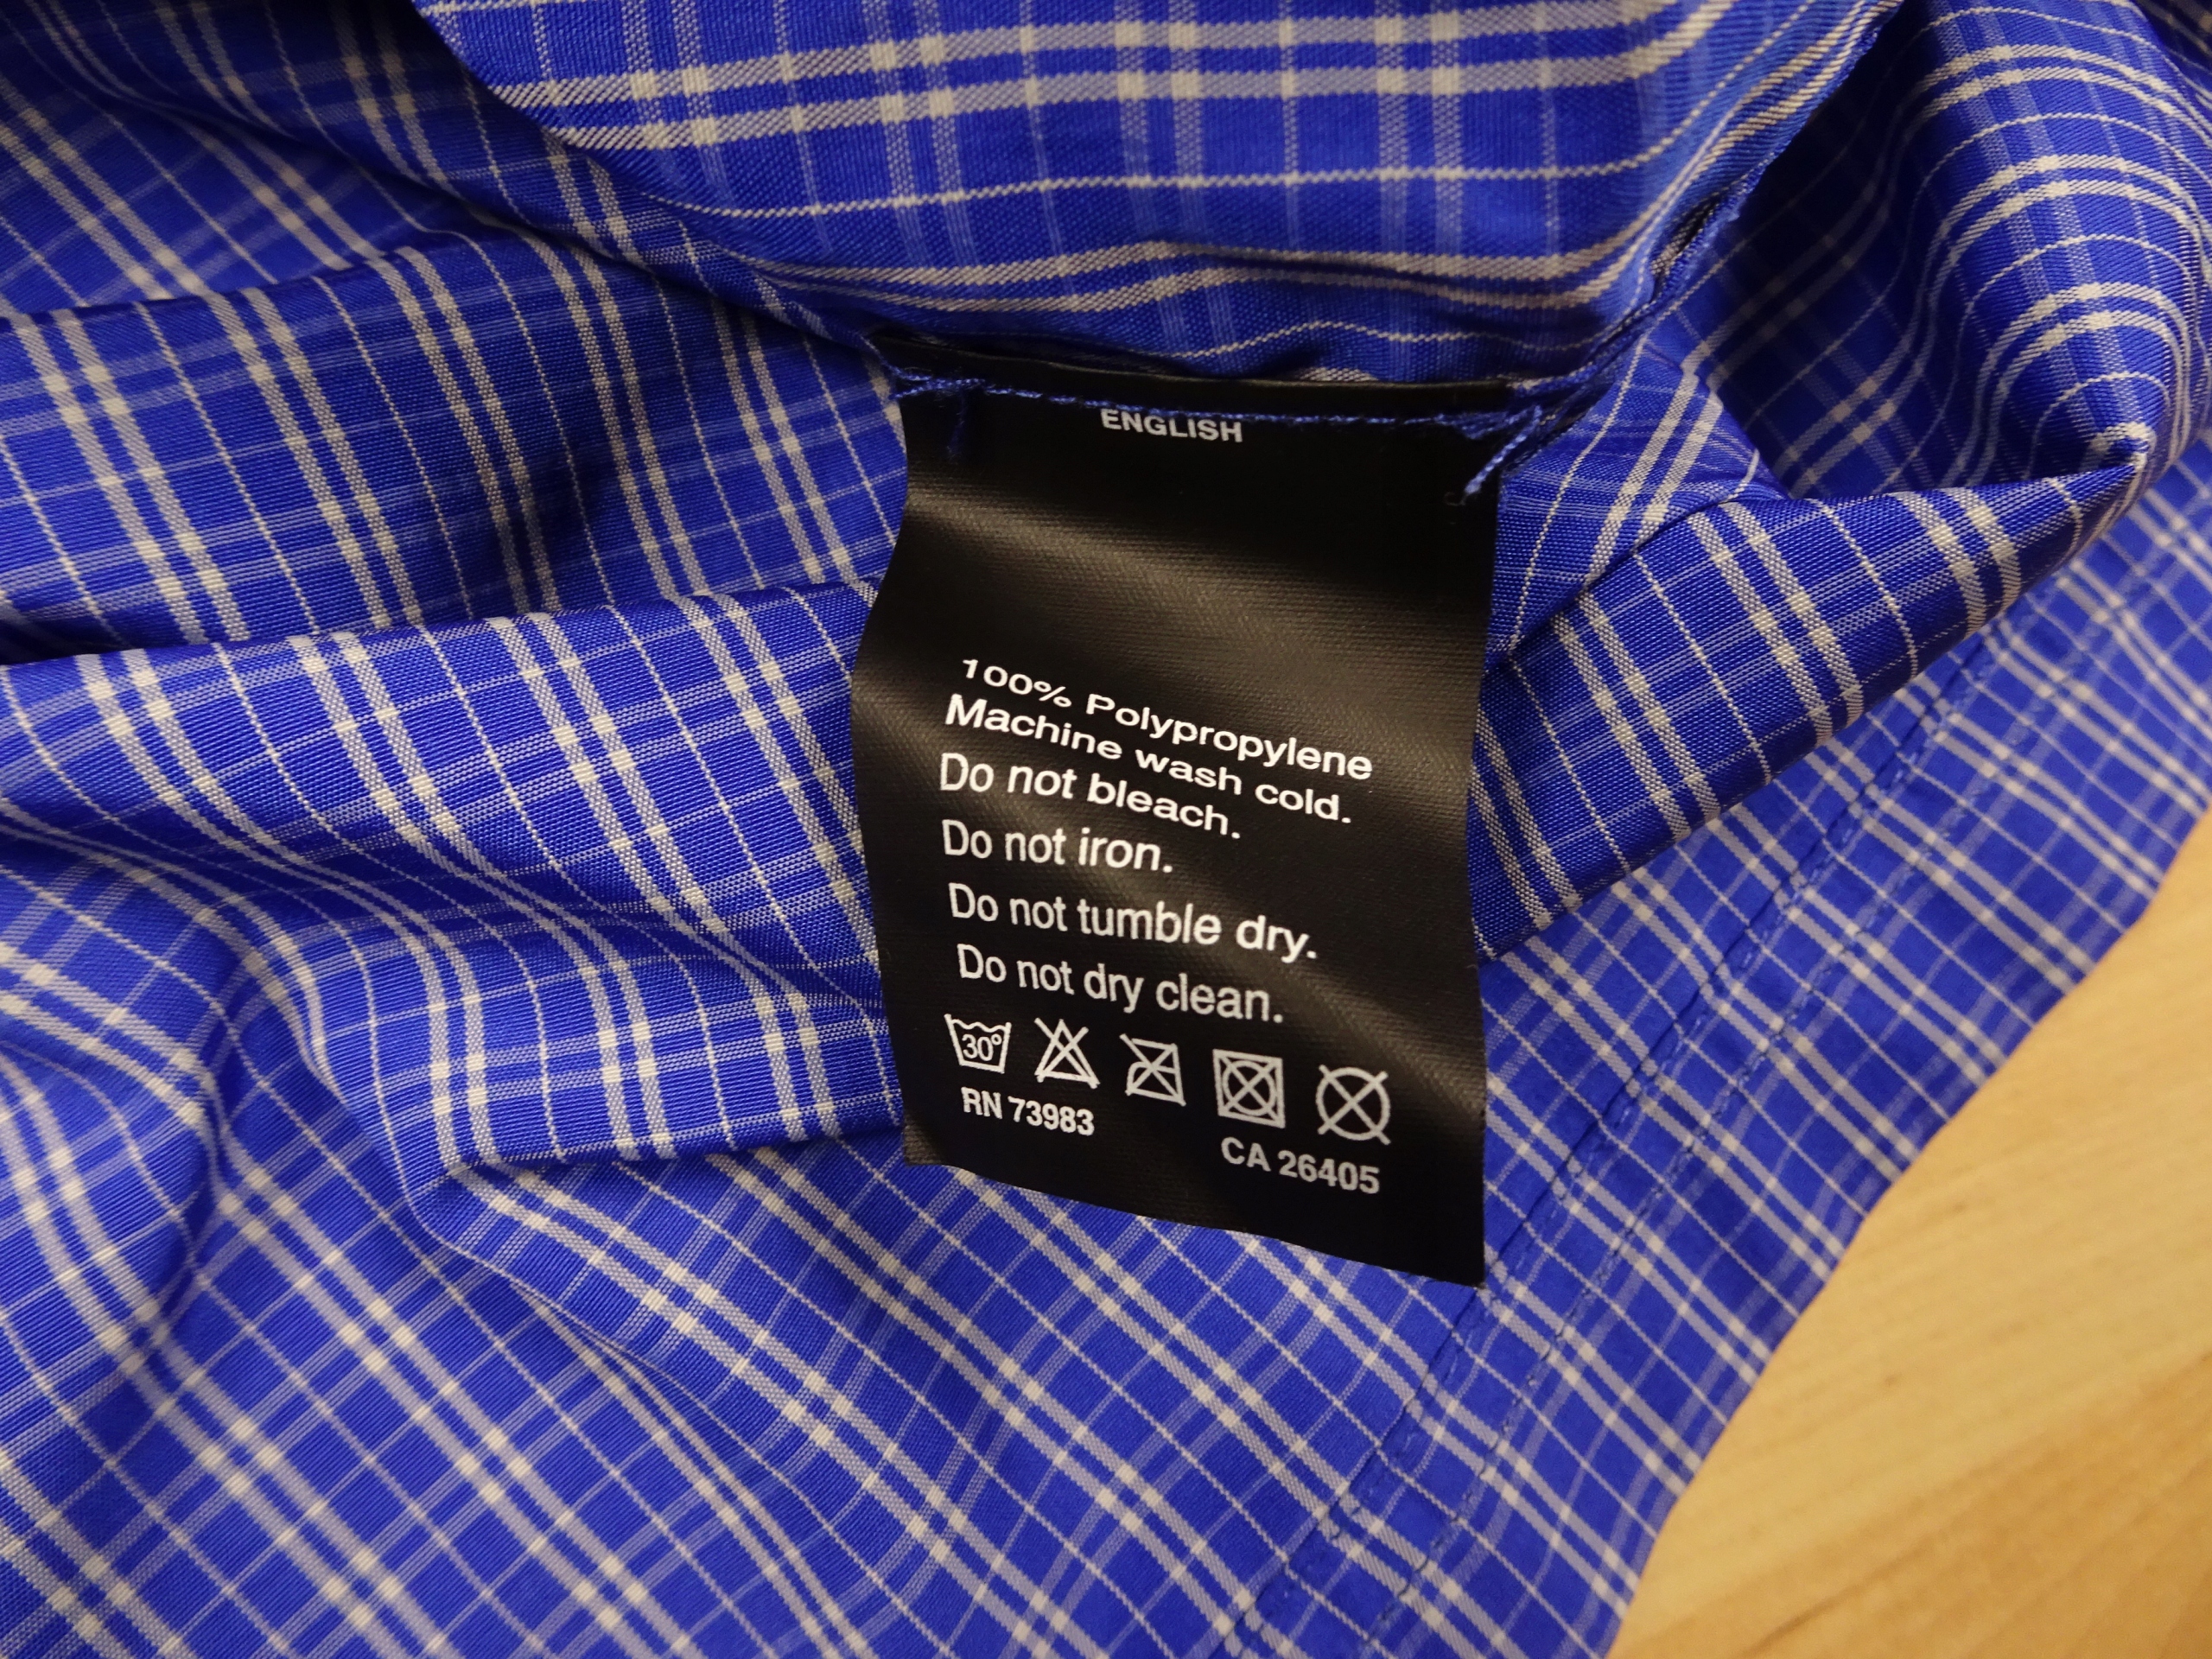 ENGLISH
100% Polypropylene
Machine wash cold.
Do not bleach.
Do not iron.
Do not tumble dry.
Do not dry clean.
30°
RN 73983
CA 26405